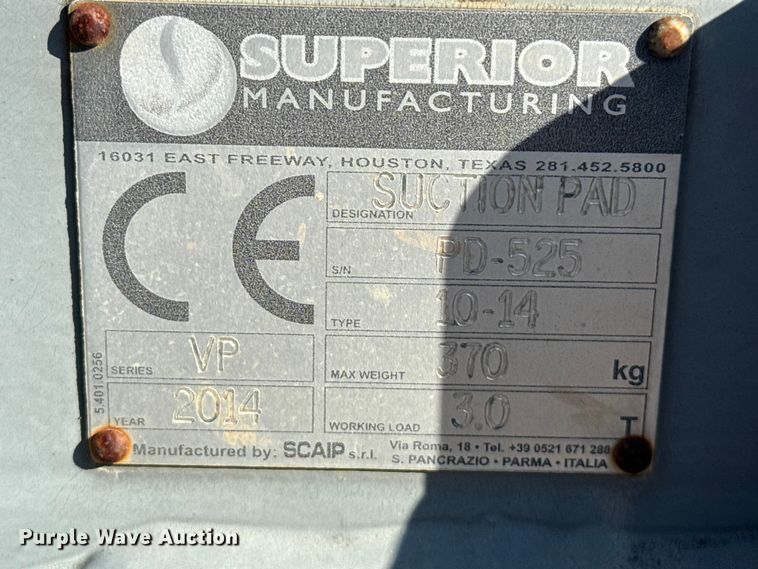 SUPERIOR
MANUFACTURING
16031 EAST FREEWAY, HOUSTON, TEXAS 281.452.5800
CE
DESIGNATION SUCTION PAD
S/N PD-525
TYPE 10-14
SERIES VP
MAX WEIGHT 370 kg
YEAR 2014
WORKING LOAD 3.0 T
5.401.0256
Manufactured by: SCAIP s.r.l.
Via Roma, 18 • Tel. +39 0521 671 288
S. PANCRAZIO • PARMA • ITALIA
Purple Wave Auction